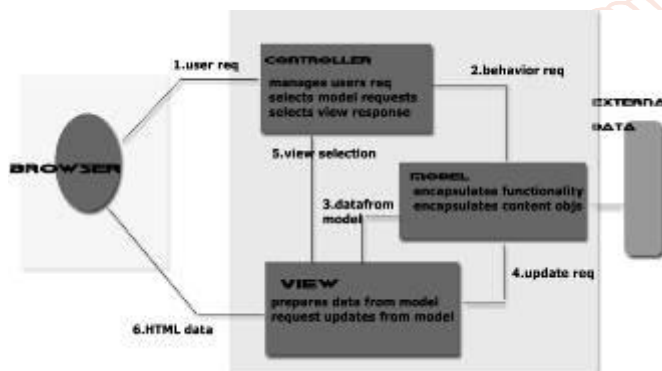 1.user req
CONTROLLER
manages users req
selects model requests
selects view response
2.behavior req
EXTERNA
DATA
BROWSER
5.view selection
MODEL
encapsulates functionality
encapsulates content objs
3.datafrom
model
4.update req
VIEW
prepares data from model
request updates from model
6.HTML data